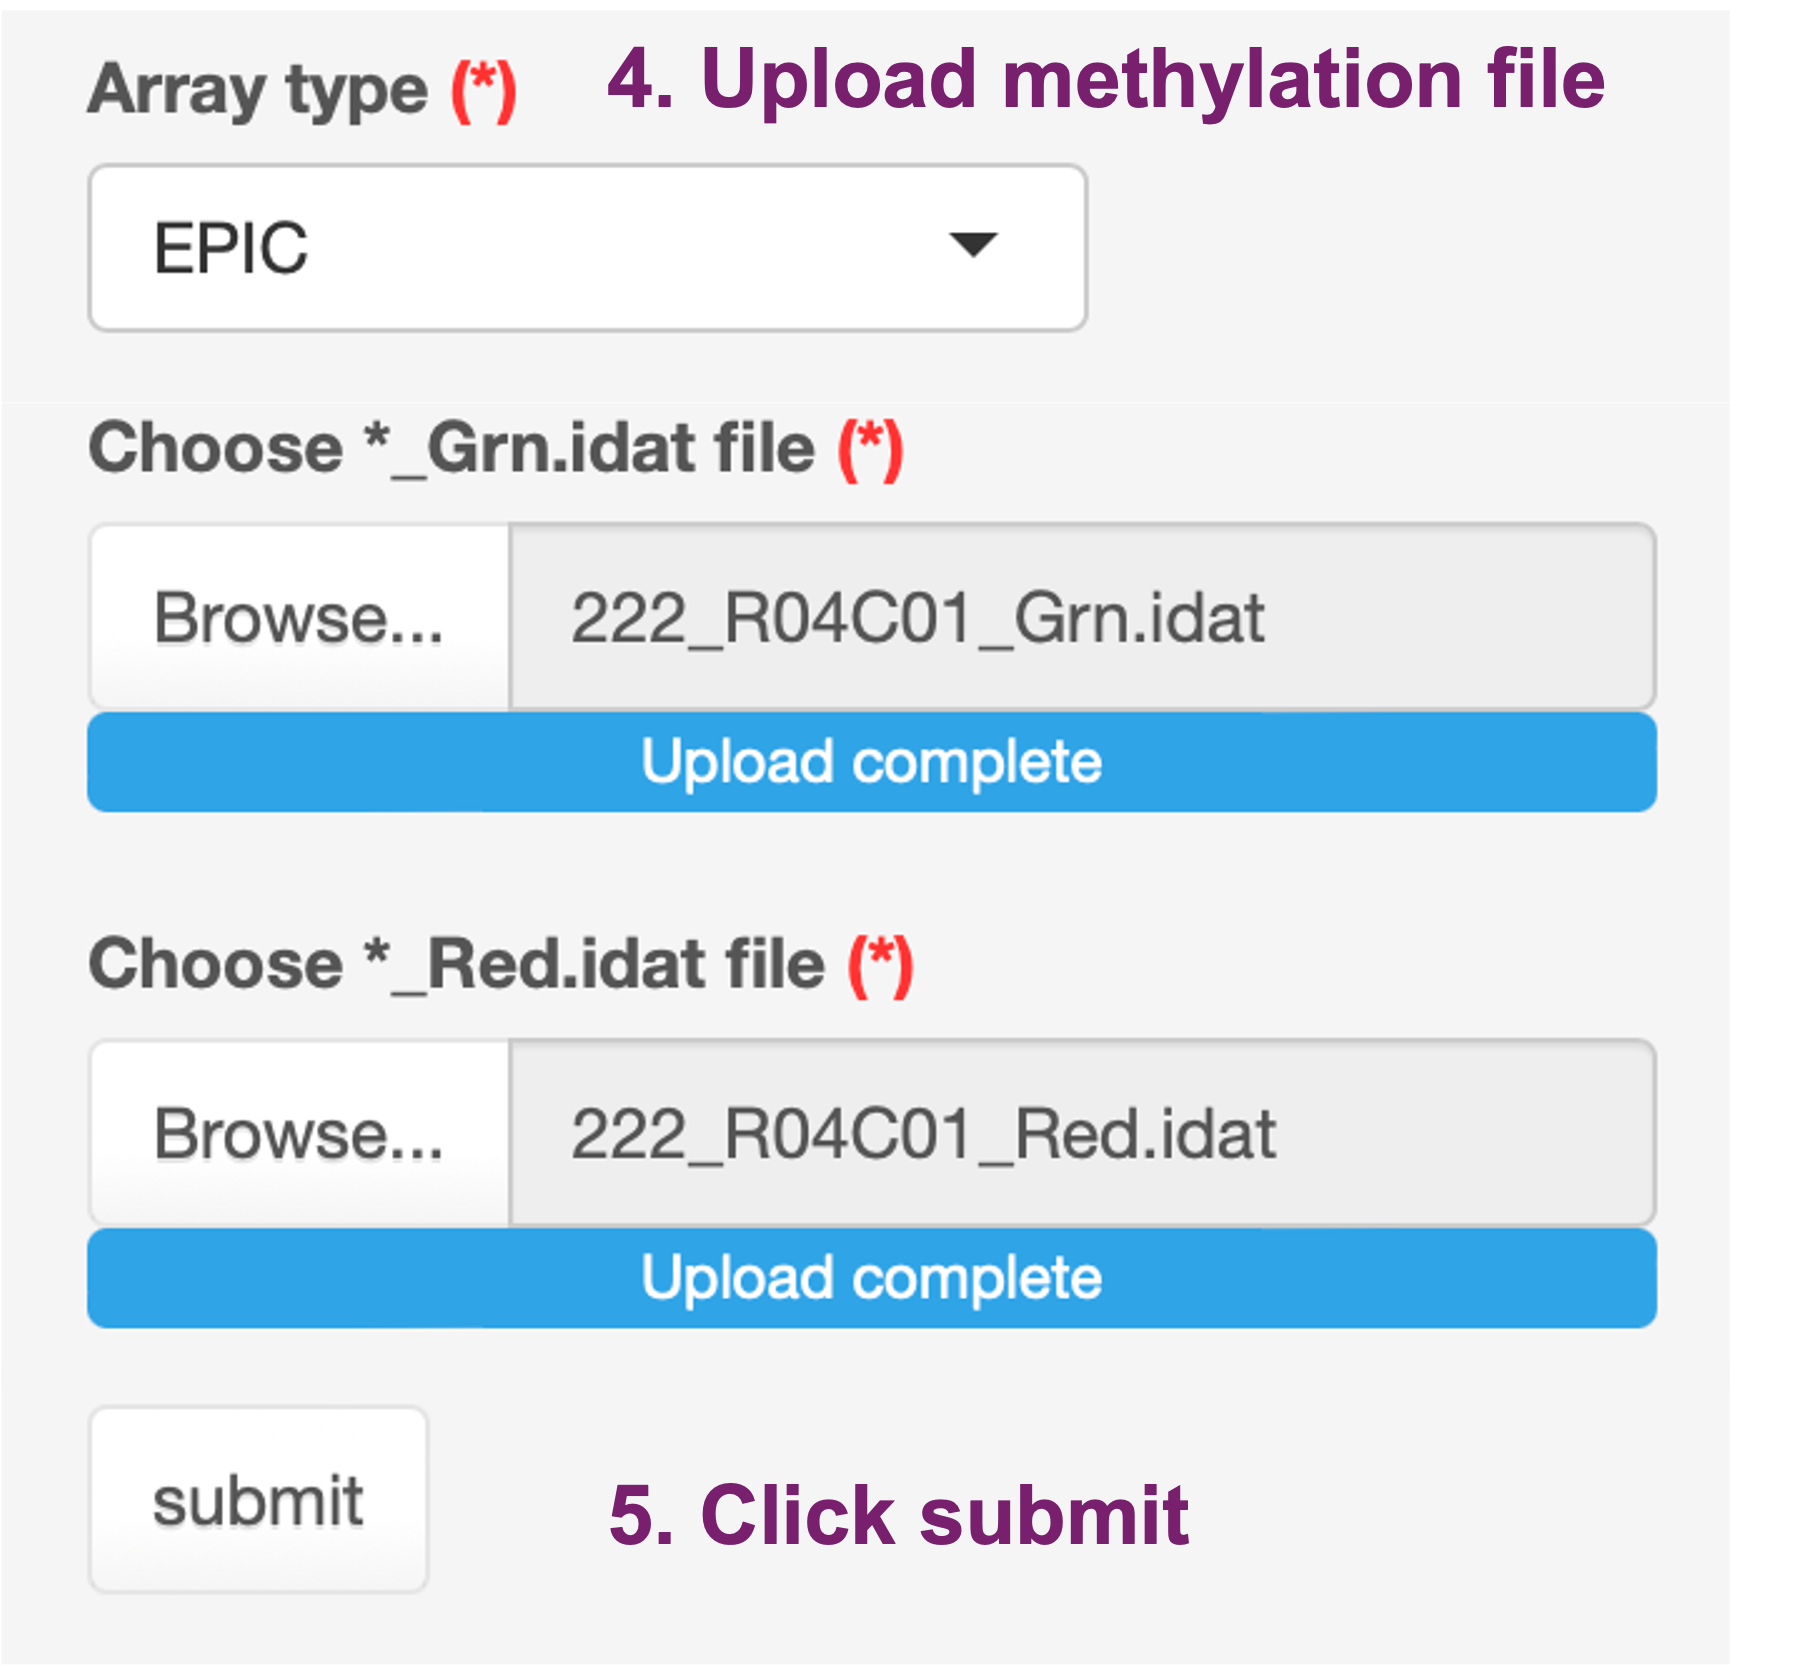 Array type (*)
4. Upload methylation file
EPIC
Choose *_Grn.idat file (*)
Browse... 222_R04C01_Grn.idat
Upload complete
Choose *_Red.idat file (*)
Browse... 222_R04C01_Red.idat
Upload complete
submit
5. Click submit